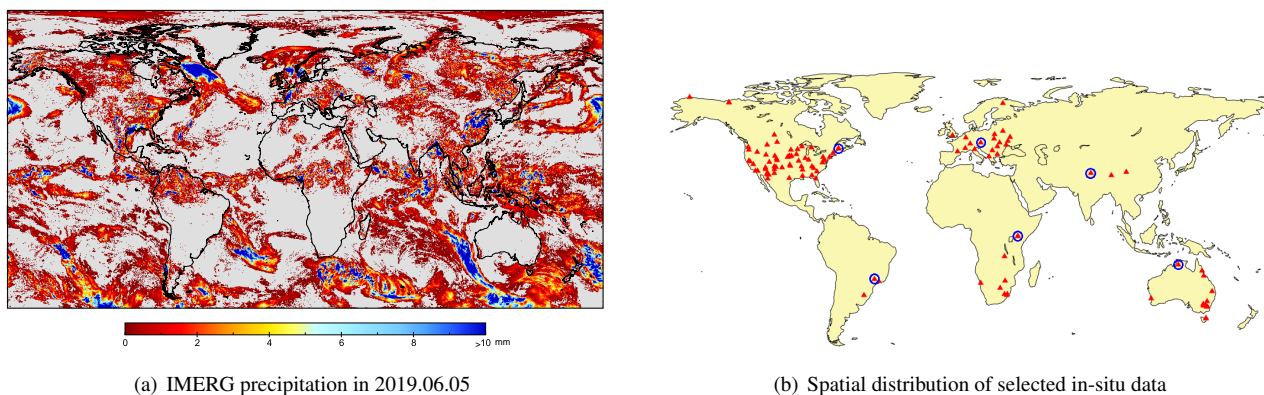 0 2 4 6 8 >10 mm
(a) IMERG precipitation in 2019.06.05
(b) Spatial distribution of selected in-situ data